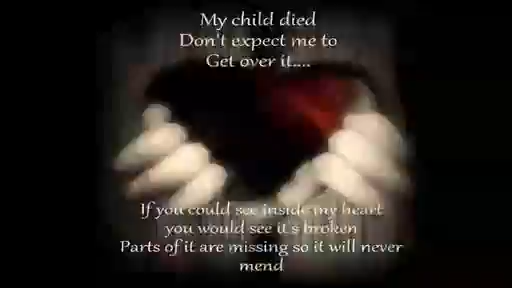 My child died
Don't expect me to
Get over it....
If you could see inside my heart
you would see it's broken
Parts of it are missing so it will never
mend